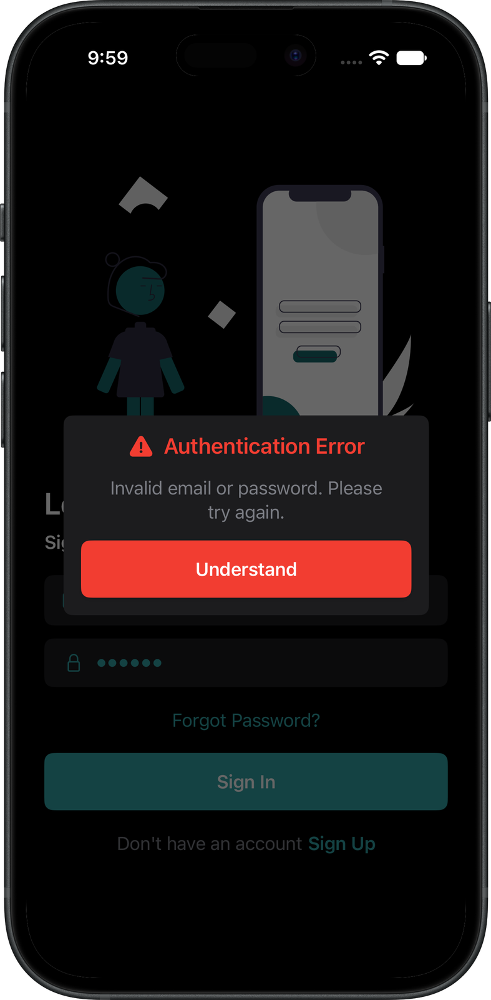 9:59
Authentication Error
Invalid email or password. Please
try again.
Understand
Forgot Password?
Sign In
Don't have an account Sign Up